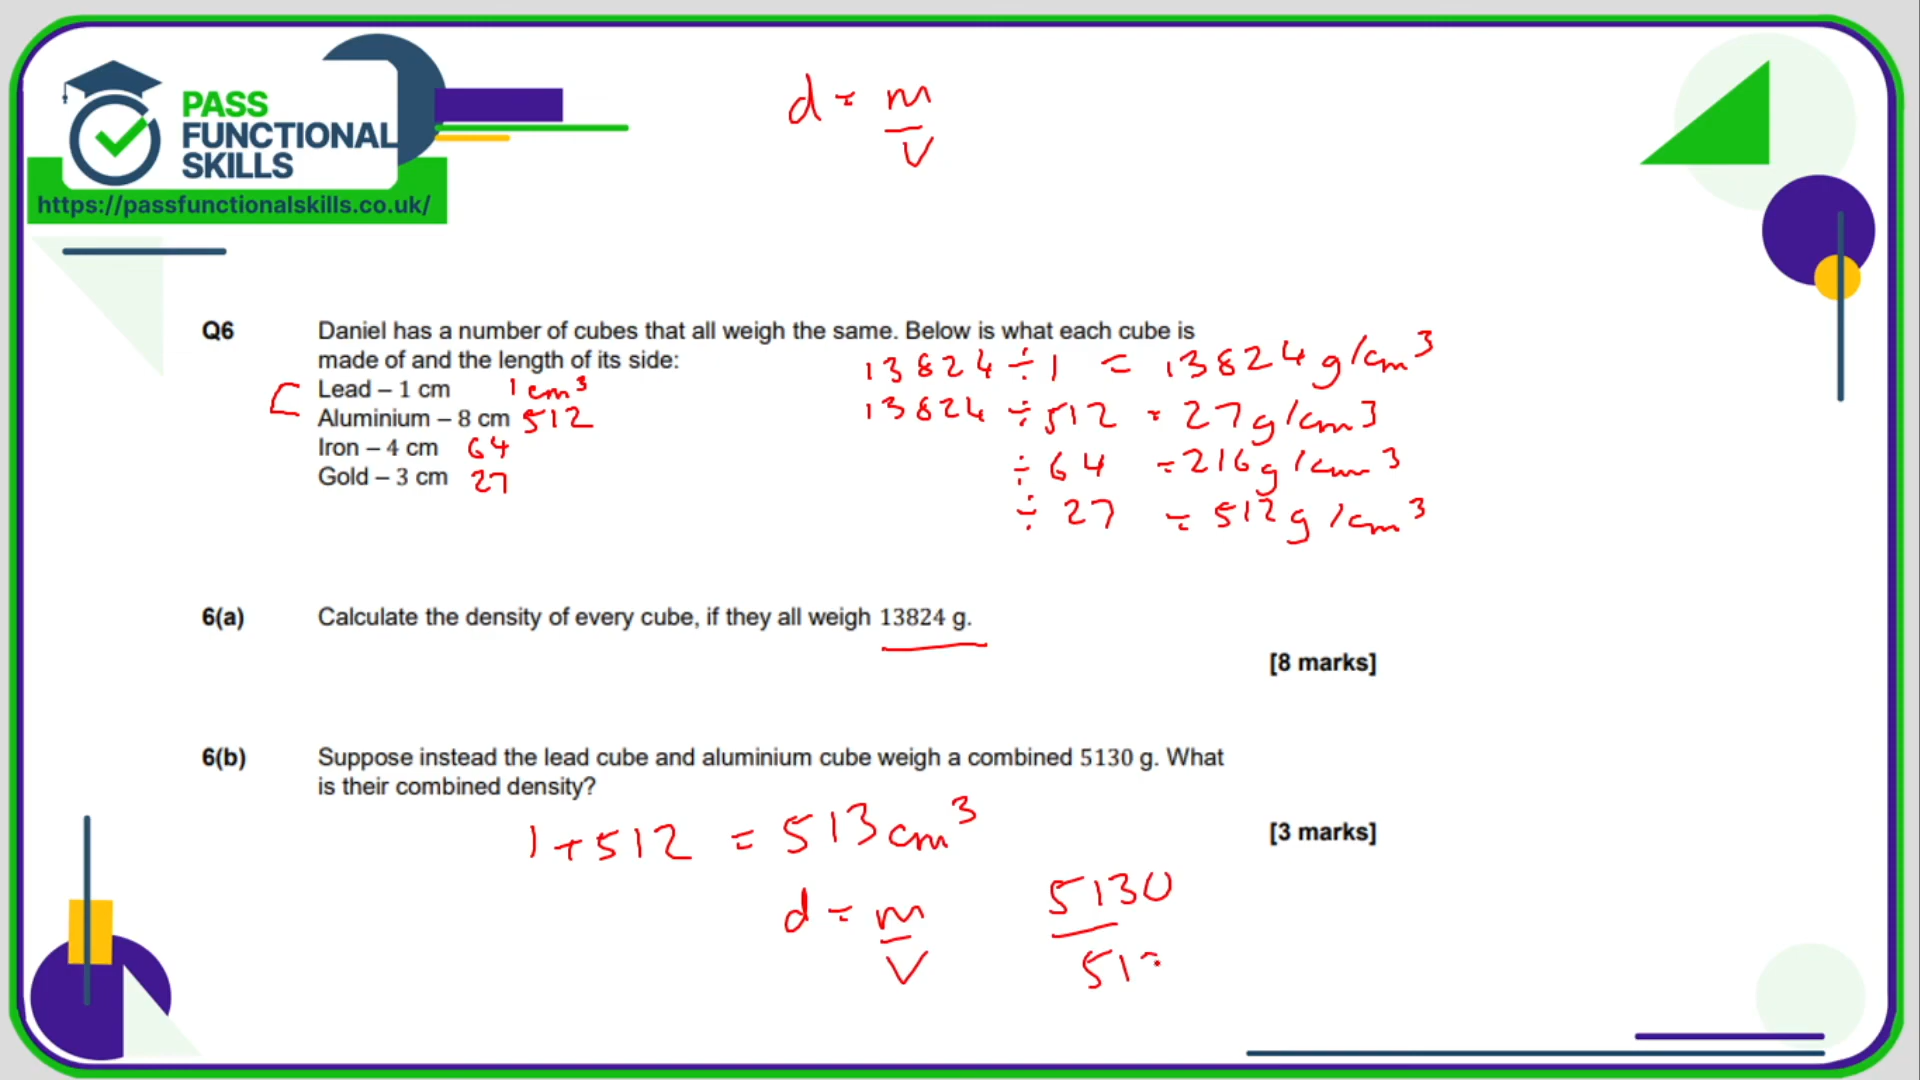 PASS
FUNCTIONAL
SKILLS
https://passfunctionalskills.co.uk/
d = m
V
Q6 Daniel has a number of cubes that all weigh the same. Below is what each cube is
made of and the length of its side:
13824 ÷ 1 = 13824 g/cm³
Lead – 1 cm 1 cm³
Aluminium – 8 cm 512
13824 ÷ 512 = 27 g/cm³
Iron – 4 cm 64
÷ 64 = 216 g/cm³
Gold – 3 cm 27
÷ 27 = 512 g/cm³
6(a) Calculate the density of every cube, if they all weigh 13824 g.
[8 marks]
6(b) Suppose instead the lead cube and aluminium cube weigh a combined 5130 g. What
is their combined density?
1+512 = 513 cm³
[3 marks]
d = m
V
5130